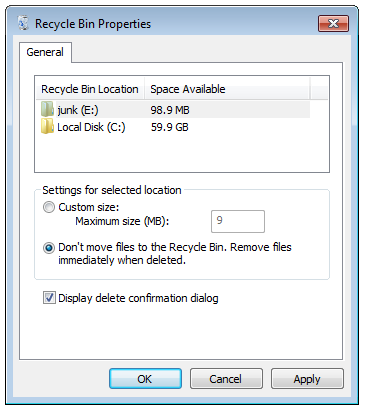 Recycle Bin Properties
General
Recycle Bin Location Space Available
junk (E:) 98.9 MB
Local Disk (C:) 59.9 GB
Settings for selected location
Custom size:
Maximum size (MB): 9
Don't move files to the Recycle Bin. Remove files
immediately when deleted.
Display delete confirmation dialog
OK Cancel Apply